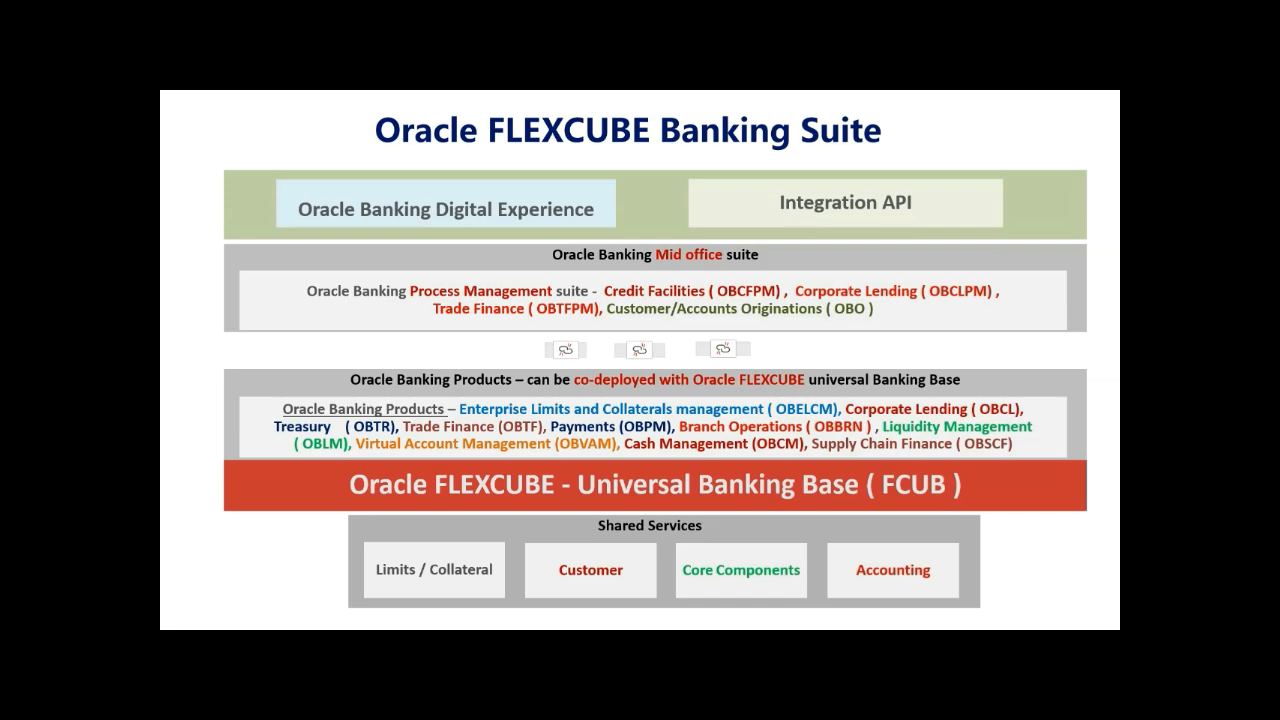 Oracle FLEXCUBE Banking Suite
Oracle Banking Digital Experience
Integration API
Oracle Banking Mid office suite
Oracle Banking Process Management suite - Credit Facilities ( OBCFPM) , Corporate Lending ( OBCLPM) ,
Trade Finance ( OBTFPM), Customer/Accounts Originations ( OBO )
Oracle Banking Products – can be co-deployed with Oracle FLEXCUBE universal Banking Base
Oracle Banking Products – Enterprise Limits and Collaterals management ( OBELCM), Corporate Lending ( OBCL),
Treasury ( OBTR), Trade Finance (OBTF), Payments (OBPM), Branch Operations ( OBBRN ) , Liquidity Management
( OBLM), Virtual Account Management (OBVAM), Cash Management (OBCM), Supply Chain Finance ( OBSCF)
Oracle FLEXCUBE - Universal Banking Base ( FCUB )
Shared Services
Limits / Collateral
Customer
Core Components
Accounting